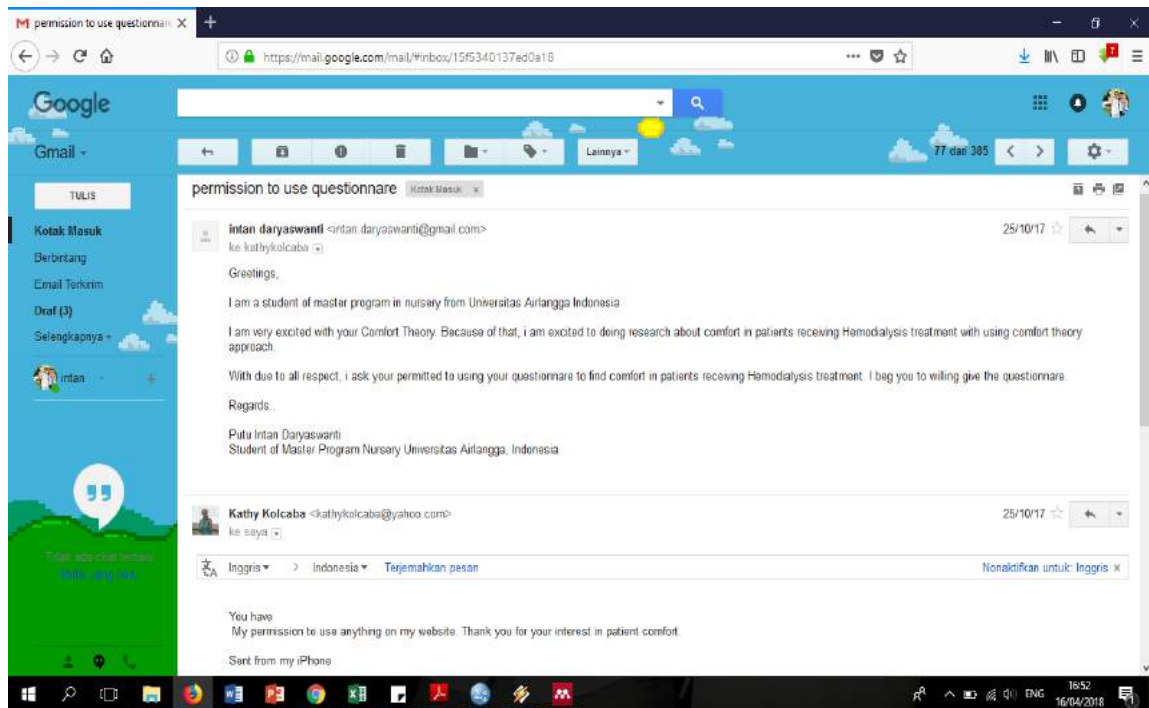 permission to use questionnare
https://mail.google.com/mail/#inbox/15f5340137ed0a18
Google
Gmail
Lainnya
77 dari 385
TULIS
permission to use questionnare Kotak Masuk x
Kotak Masuk
Berbintang
Email Terkirim
Draf (3)
Selengkapnya
intan
intan daryaswanti <intan.daryaswanti@gmail.com>
25/10/17
ke kathykolcaba
Greetings,
I am a student of master program in nursery from Universitas Airlangga Indonesia
I am very excited with your Comfort Theory. Because of that, i am excited to doing research about comfort in patients receiving Hemodialysis treatment with using comfort theory
approach.
With due to all respect, i ask your permitted to using your questionnare to find comfort in patients receiving Hemodialysis treatment. I beg you to willing give the questionnare.
Regards..
Putu Intan Daryaswanti
Student of Master Program Nursery Universitas Airlangga, Indonesia
Kathy Kolcaba <kathykolcaba@yahoo.com>
25/10/17
ke saya
Inggris > Indonesia Terjemahkan pesan
Nonaktifkan untuk: Inggris x
You have
My permission to use anything on my website. Thank you for your interest in patient comfort.
Sent from my iPhone
Tidak ada chat terbaru
ENG
16:52
16/04/2018